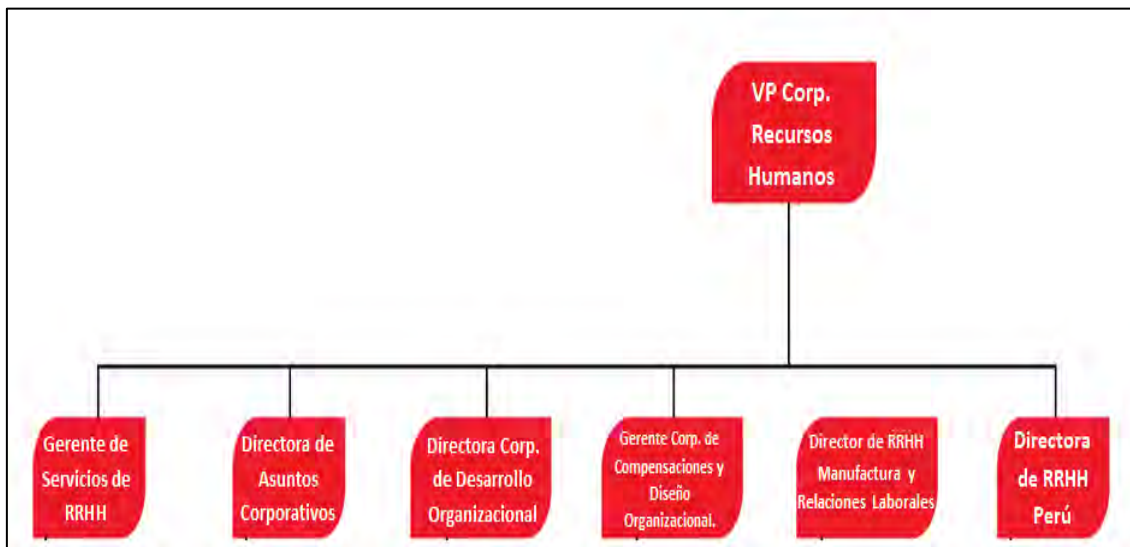 VP Corp.
Recursos
Humanos
Gerente de
Servicios de
RRHH
Directora de
Asuntos
Corporativos
Directora Corp.
de Desarrollo
Organizacional
Gerente Corp. de
Compensaciones y
Diseño
Organizacional.
Director de RRHH
Manufactura y
Relaciones Laborales
Directora
de RRHH
Perú